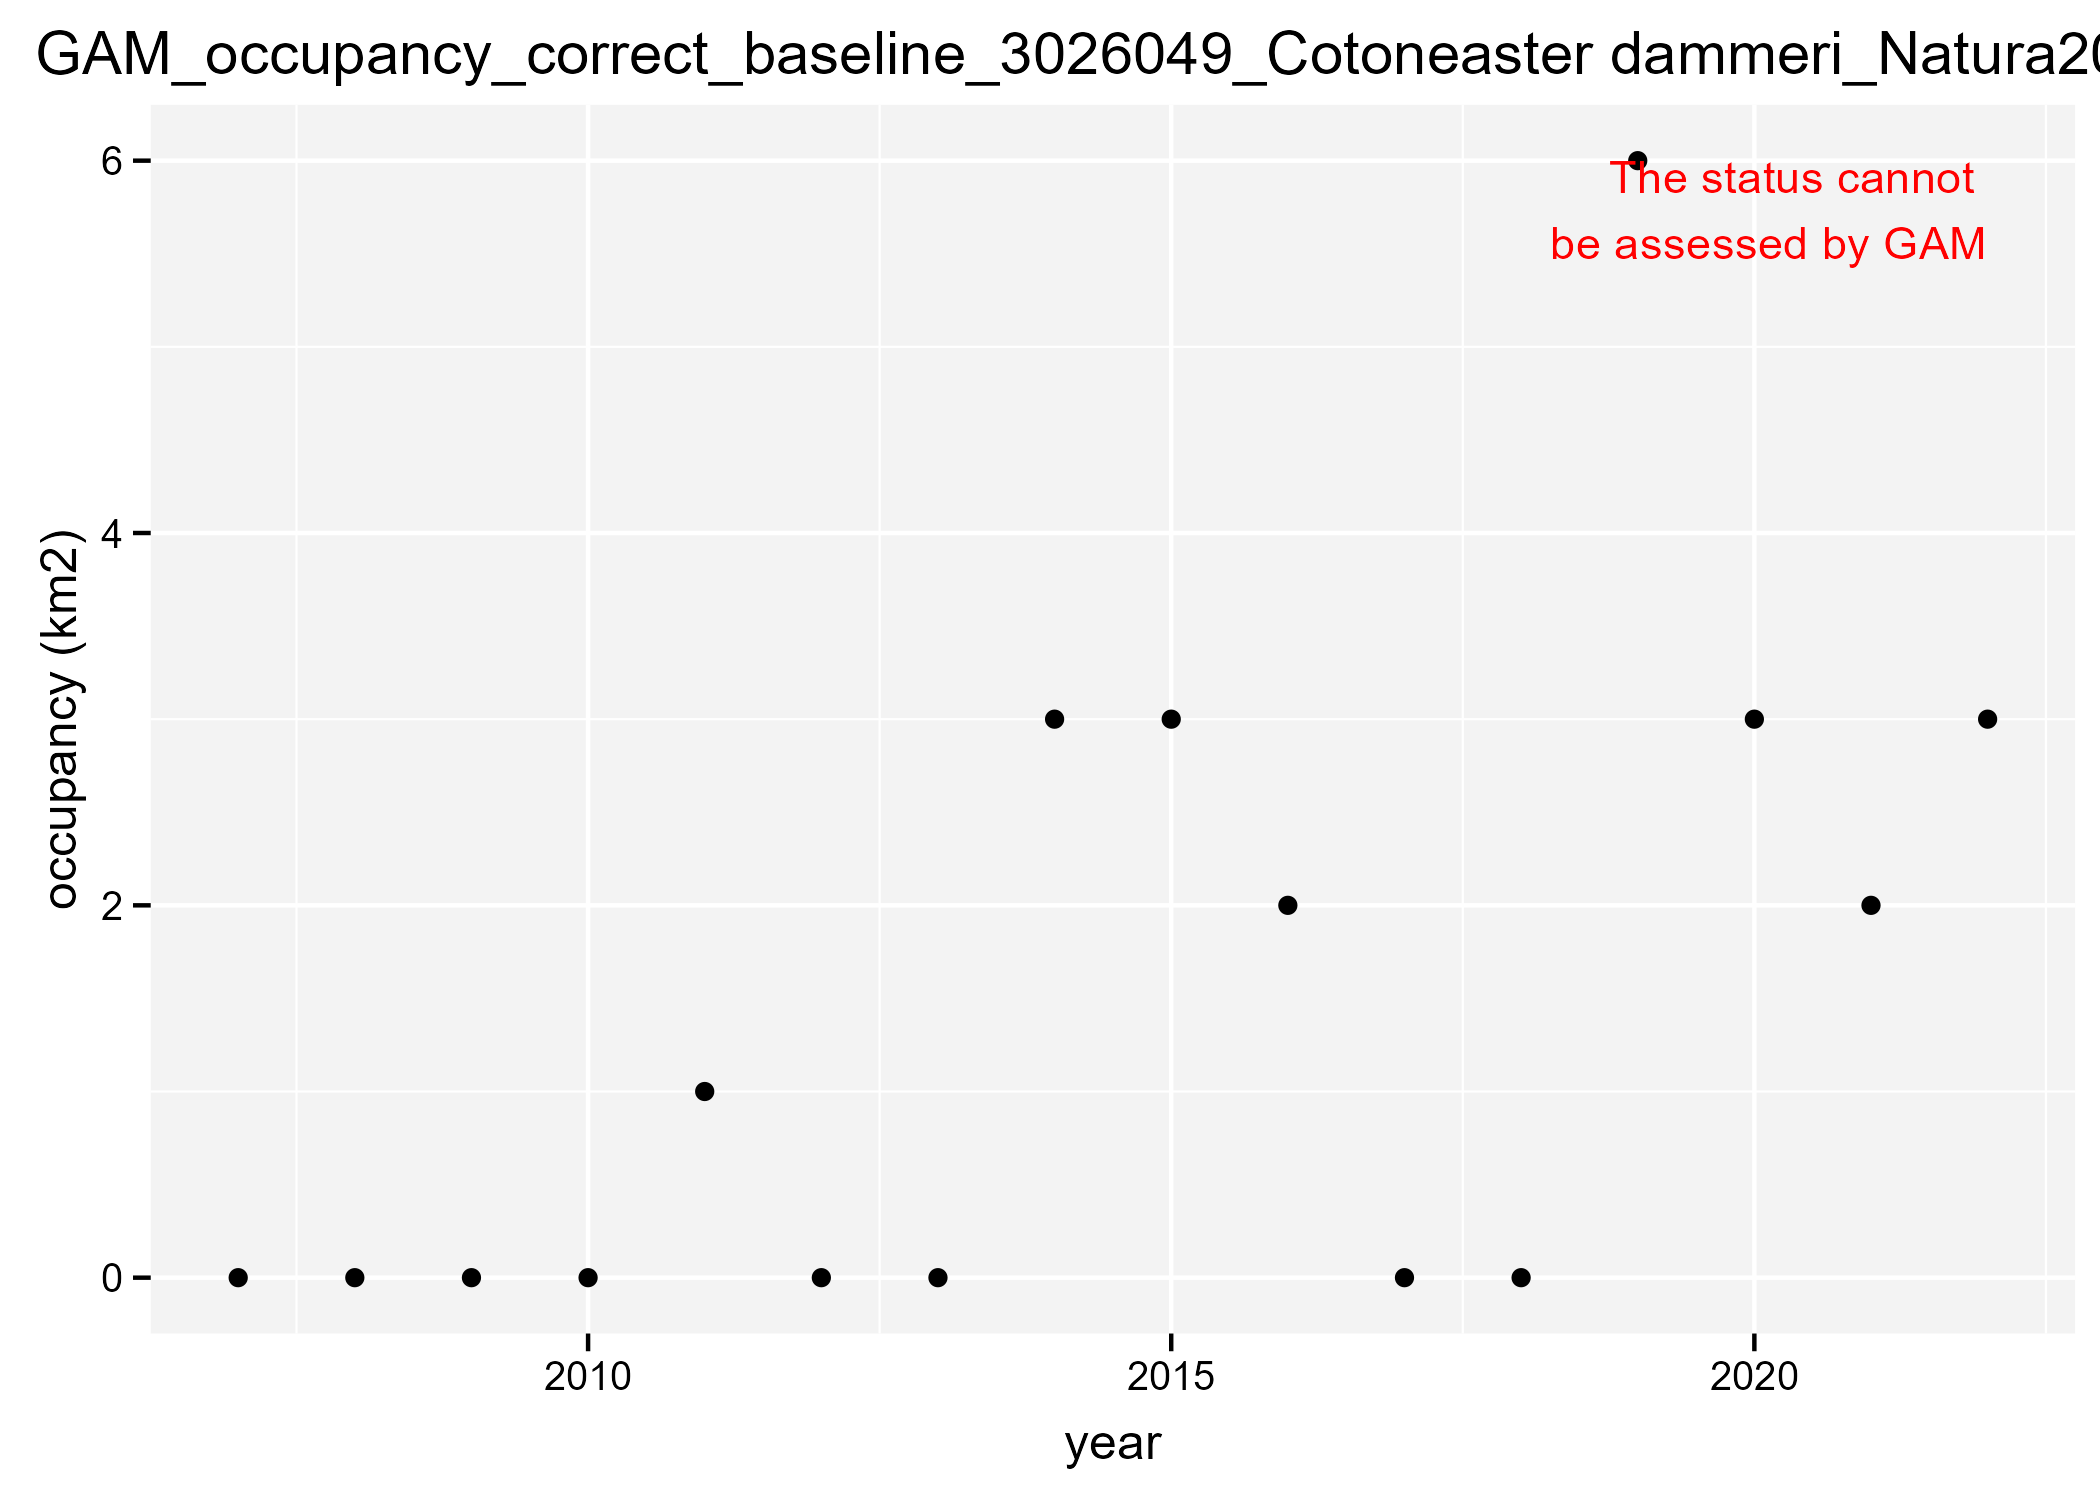 GAM_occupancy_correct_baseline_3026049_Cotoneaster dammeri_Natura20
6
The status cannot
be assessed by GAM
4
occupancy (km2)
2
0
2010
2015
2020
year